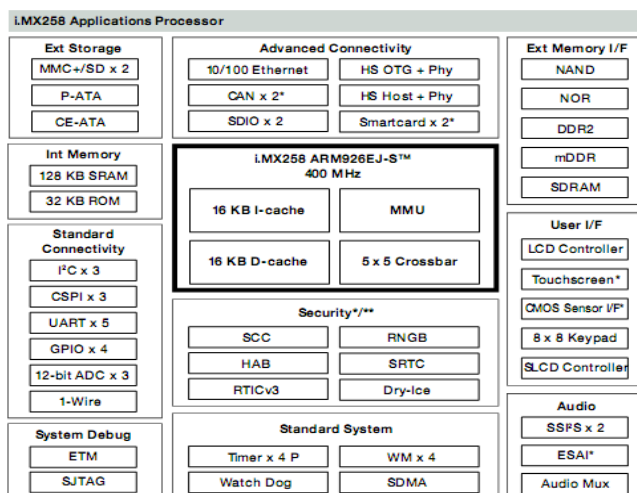 i.MX258 Applications Processor
Ext Storage
MMC+/SD x 2
P-ATA
CE-ATA
Int Memory
128 KB SRAM
32 KB ROM
Standard
Connectivity
I²C x 3
CSPI x 3
UART x 5
GPIO x 4
12-bit ADC x 3
1-Wire
System Debug
ETM
SJTAG
Advanced Connectivity
10/100 Ethernet
HS OTG + Phy
CAN x 2*
HS Host + Phy
SDIO x 2
Smartcard x 2*
i.MX258 ARM926EJ-S™
400 MHz
16 KB I-cache
MMU
16 KB D-cache
5 x 5 Crossbar
Security*/**
SCC
RNGB
HAB
SRTC
RTICv3
Dry-Ice
Standard System
Timer x 4 P
WM x 4
Watch Dog
SDMA
Ext Memory I/F
NAND
NOR
DDR2
mDDR
SDRAM
User I/F
LCD Controller
Touchscreen*
CMOS Sensor I/F*
8 x 8 Keypad
SLCD Controller
Audio
SSI²S x 2
ESAI*
Audio Mux